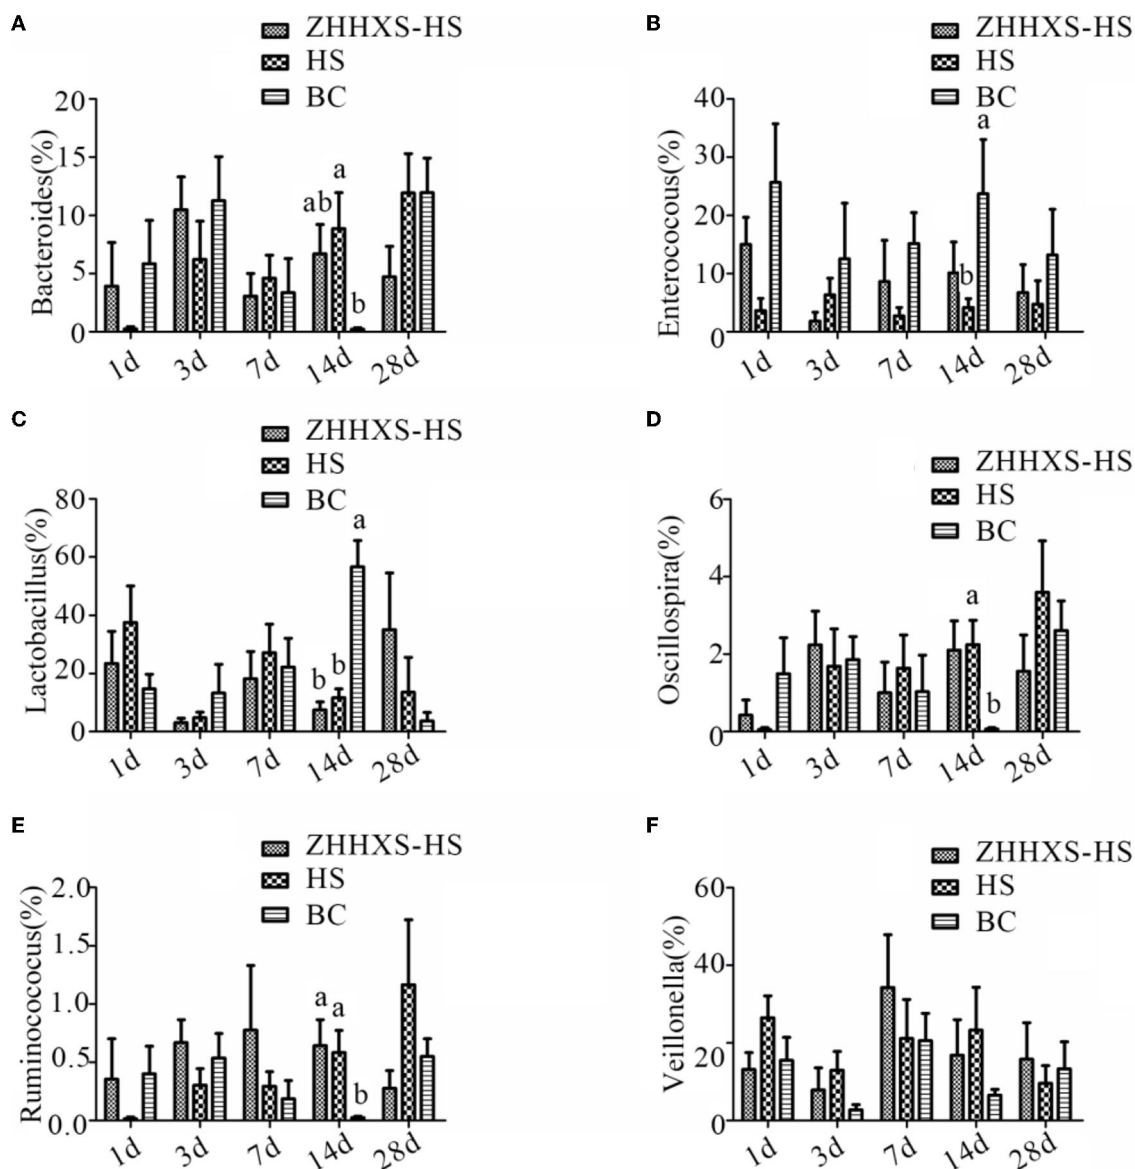 A
ZHHXS-HS
HS
BC
Bacteroides(%)
20
15
10
5
0
ab
a
b
1d
3d
7d
14d
28d
B
ZHHXS-HS
HS
BC
Enterococous(%)
40
30
20
10
0
b
a
1d
3d
7d
14d
28d
C
ZHHXS-HS
HS
BC
Lactobacillus(%)
80
60
40
20
0
b
b
a
1d
3d
7d
14d
28d
D
ZHHXS-HS
HS
BC
Oscillospira(%)
6
4
2
0
a
b
1d
3d
7d
14d
28d
E
ZHHXS-HS
HS
BC
Ruminocococus(%)
2.0
1.5
1.0
0.5
0.0
a
a
b
1d
3d
7d
14d
28d
F
ZHHXS-HS
HS
BC
Veillonella(%)
60
40
20
0
1d
3d
7d
14d
28d